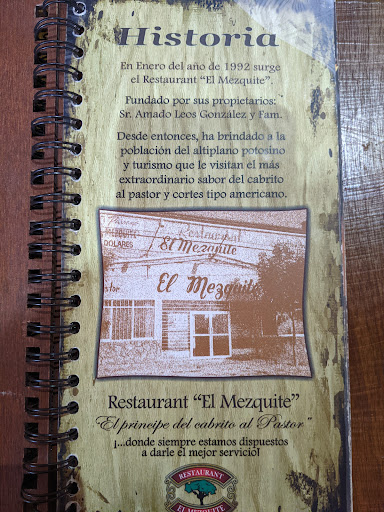 Historia
En Enero del año de 1992 surge
el Restaurant "El Mezquite".
Fundado por sus propietarios:
Sr. Amado Leos González y Fam.
Desde entonces, ha brindado a la
población del altiplano potosino
y turismo que le visitan el más
extraordinario sabor del cabrito
al pastor y cortes tipo americano.
Restaurant
El Mezquite
DOLARES
El Mezquite
Restaurant "El Mezquite"
"El principe del cabrito al Pastor"
¡...donde siempre estamos dispuestos
a darle el mejor servicio!
RESTAURANT
EL MEZQUITE